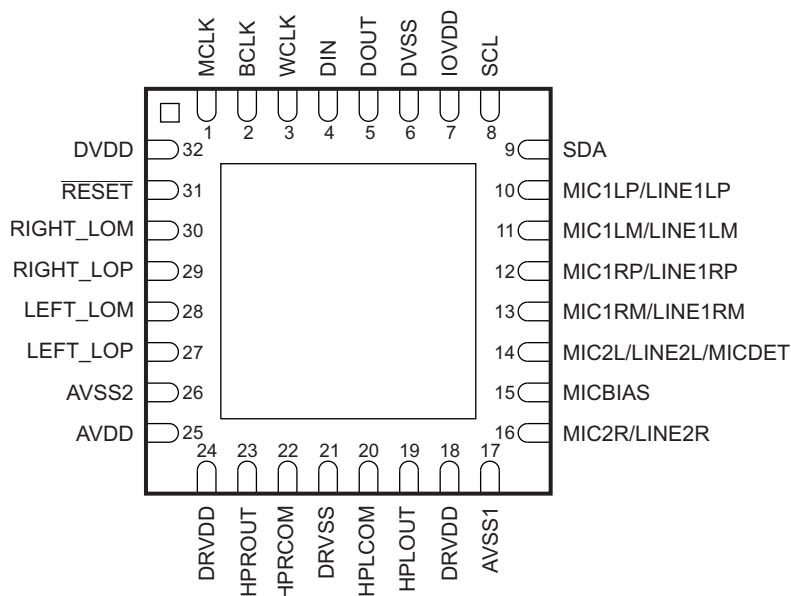 MCLK
BCLK
WCLK
DIN
DOUT
DVSS
IOVDD
SCL
1 2 3 4 5 6 7 8
DVDD 32
RESET 31
RIGHT_LOM 30
RIGHT_LOP 29
LEFT_LOM 28
LEFT_LOP 27
AVSS2 26
AVDD 25
9 SDA
10 MIC1LP/LINE1LP
11 MIC1LM/LINE1LM
12 MIC1RP/LINE1RP
13 MIC1RM/LINE1RM
14 MIC2L/LINE2L/MICDET
15 MICBIAS
16 MIC2R/LINE2R
24 23 22 21 20 19 18 17
DRVDD
HPROUT
HPRCOM
DRVSS
HPLCOM
HPLOUT
DRVDD
AVSS1